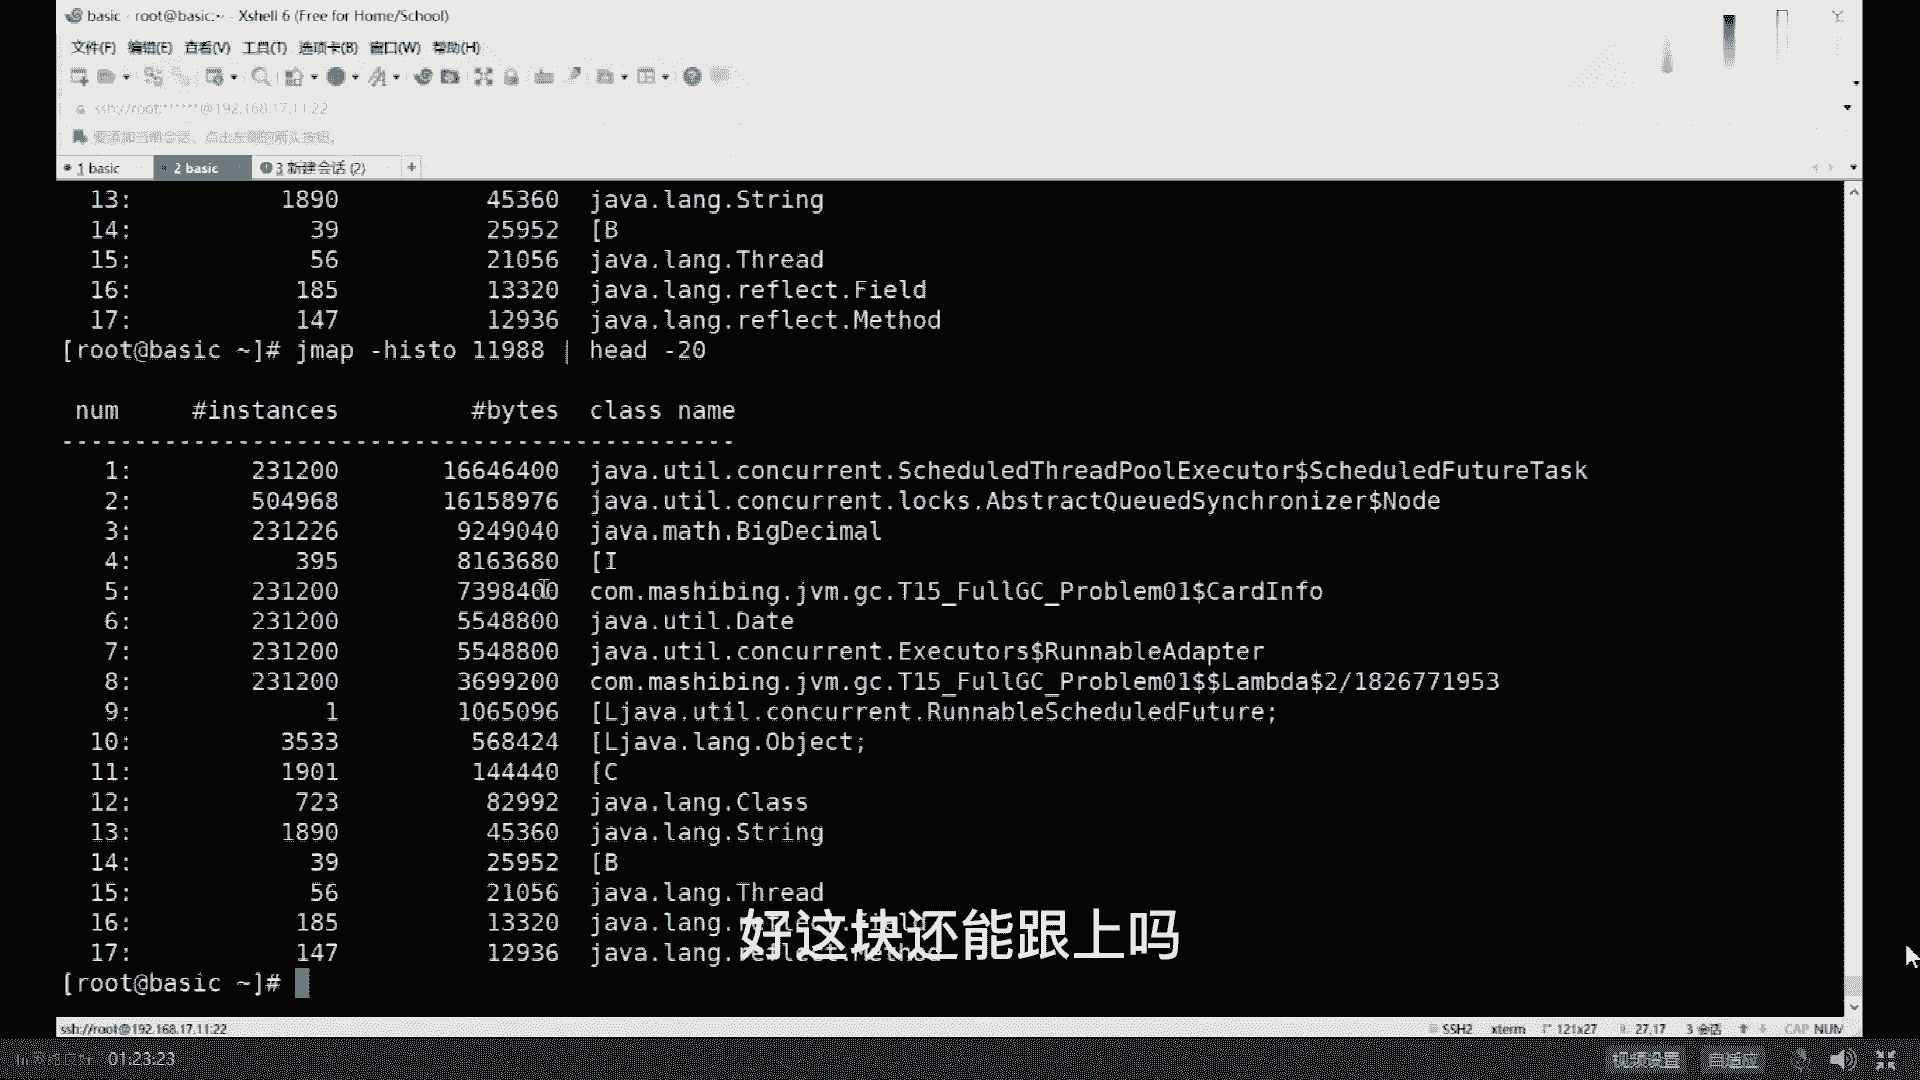 basic - root@basic:~ - Xshell 6 (Free for Home/School)
文件(F) 编辑(E) 查看(V) 工具(T) 选项卡(B) 窗口(W) 帮助(H)
ssh://root:******@192.168.17.11:22
要添加当前会话，点击左侧的箭头按钮。
1 basic 2 basic 3 新建会话 (2) +
13: 1890 45360 java.lang.String
14: 39 25952 [B
15: 56 21056 java.lang.Thread
16: 185 13320 java.lang.reflect.Field
17: 147 12936 java.lang.reflect.Method
[root@basic ~]# jmap -histo 11988 | head -20
num #instances #bytes class name
----------------------------------------------
1: 231200 16646400 java.util.concurrent.ScheduledThreadPoolExecutor$ScheduledFutureTask
2: 504968 16158976 java.util.concurrent.locks.AbstractQueuedSynchronizer$Node
3: 231226 9249040 java.math.BigDecimal
4: 395 8163680 [I
5: 231200 7398400 com.mashibing.jvm.gc.T15_FullGC_Problem01$CardInfo
6: 231200 5548800 java.util.Date
7: 231200 5548800 java.util.concurrent.Executors$RunnableAdapter
8: 231200 3699200 com.mashibing.jvm.gc.T15_FullGC_Problem01$$Lambda$2/1826771953
9: 1 1065096 [Ljava.util.concurrent.RunnableScheduledFuture;
10: 3533 568424 [Ljava.lang.Object;
11: 1901 144440 [C
12: 723 82992 java.lang.Class
13: 1890 45360 java.lang.String
14: 39 25952 [B
15: 56 21056 java.lang.Thread
16: 185 13320 java.lang.reflect.Field
17: 147 12936 java.lang.reflect.Method
好这块还能跟上吗
[root@basic ~]#
ssh://root@192.168.17.11:22 SSH2 xterm 121x27 27,17 3 会话 CAP NUM
01:23:23 视频设置 自适应